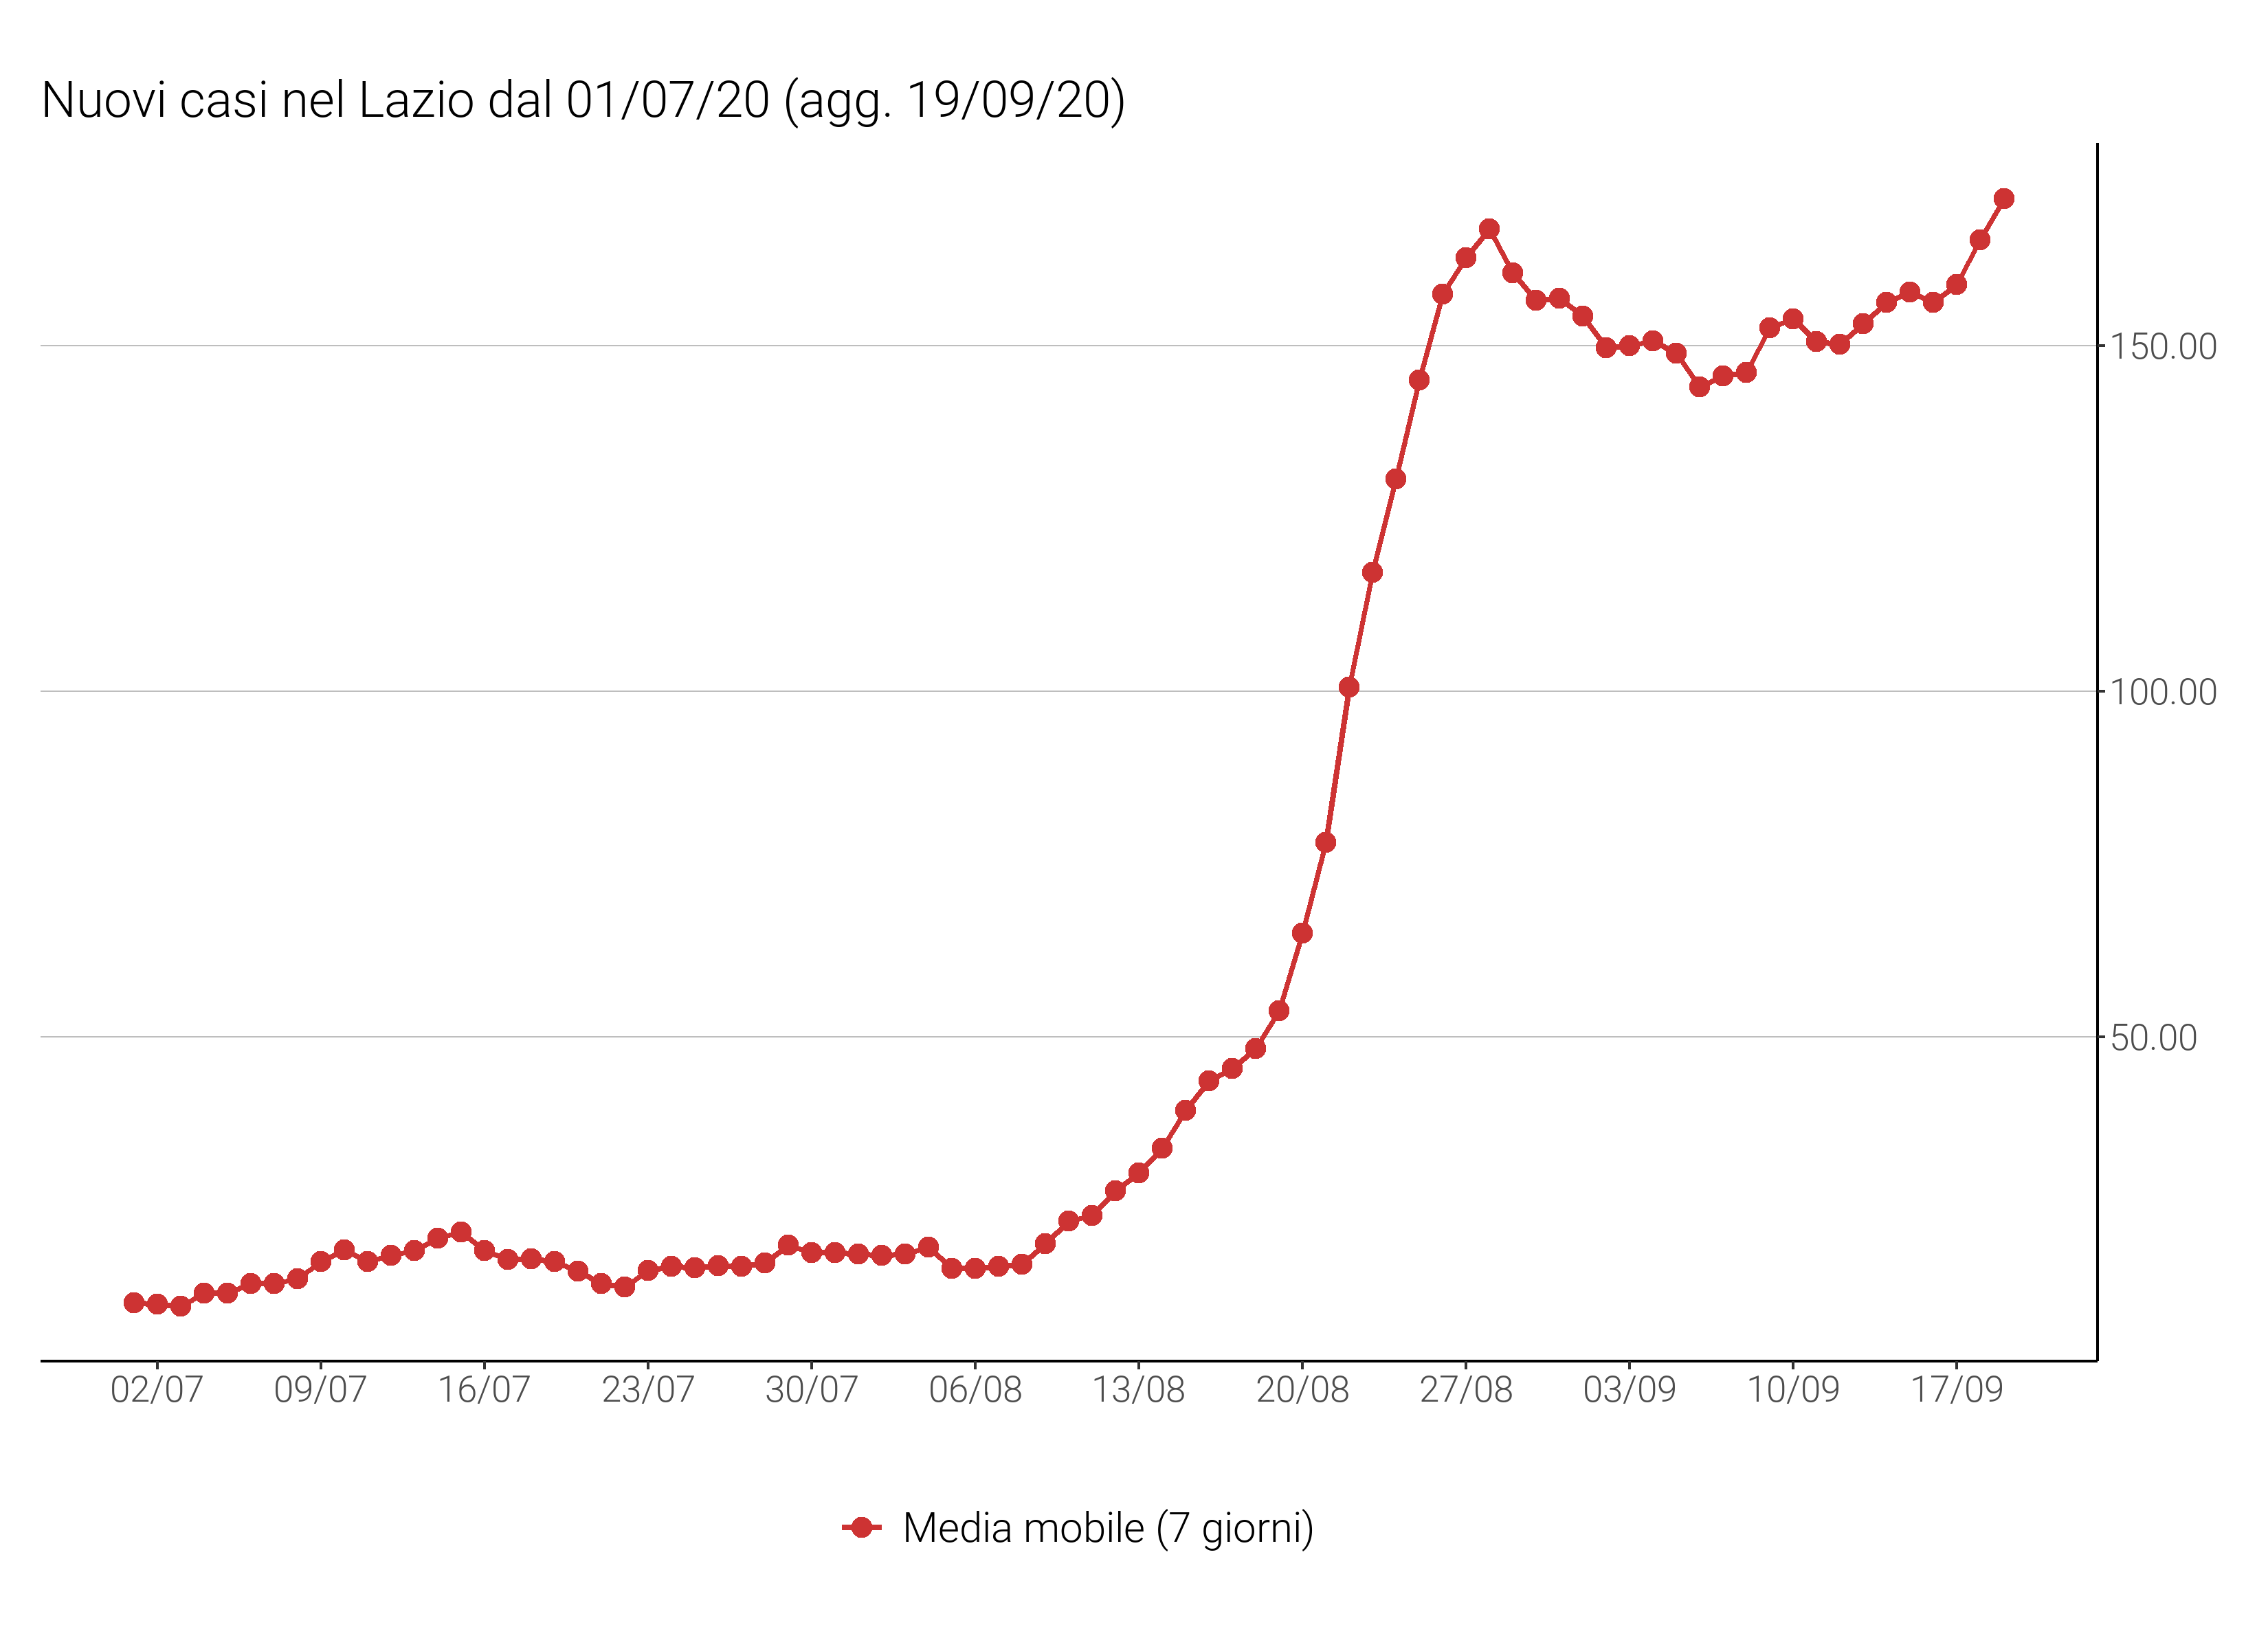 Nuovi casi nel Lazio dal 01/07/20 (agg. 19/09/20)
150.00
100.00
50.00
02/07 09/07 16/07 23/07 30/07 06/08 13/08 20/08 27/08 03/09 10/09 17/09
Media mobile (7 giorni)